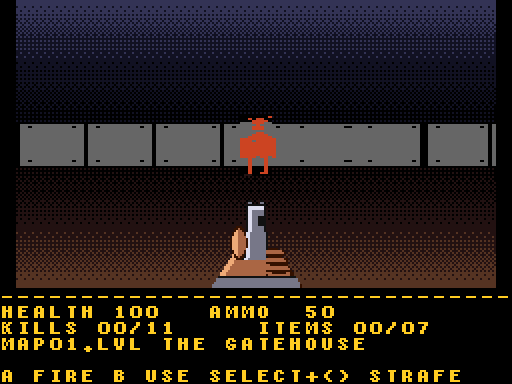 HEALTH 100 AMMO 50
KILLS 00/11 ITEMS 00/07
MAP01.LVL THE GATEHOUSE
A FIRE B USE SELECT+<> STRAFE